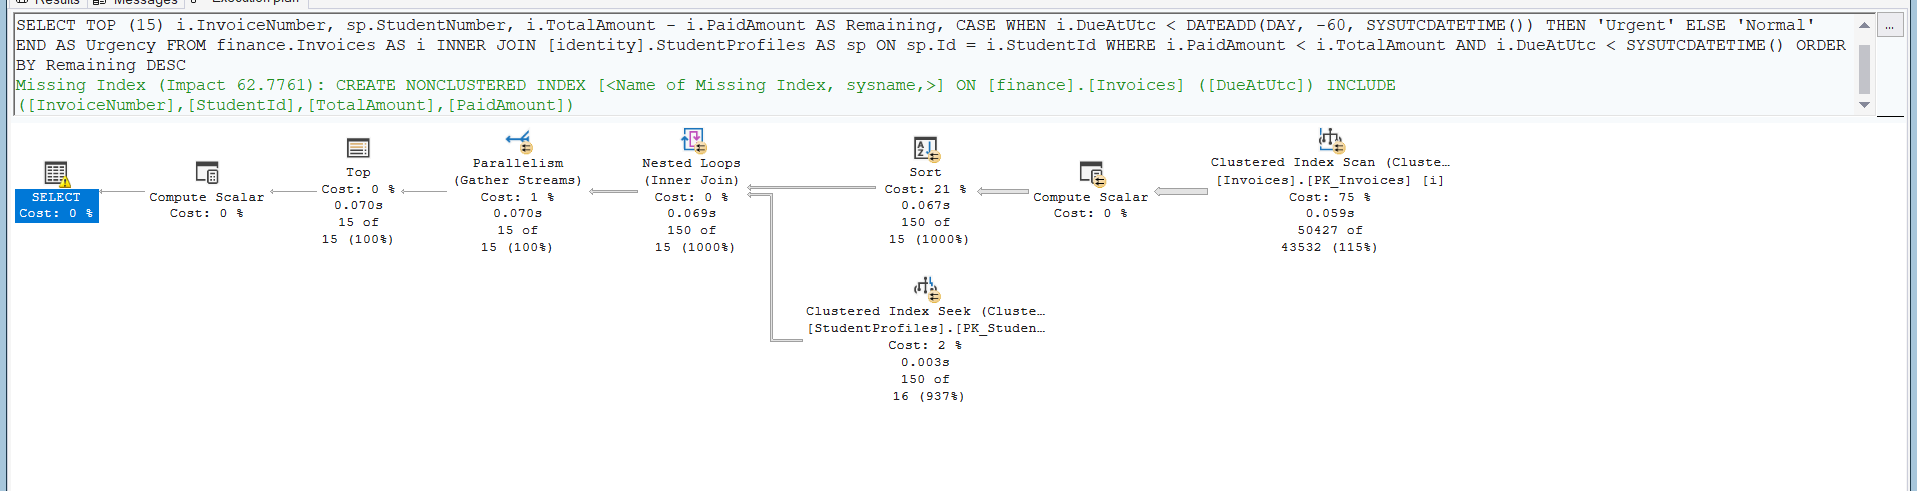 Results Messages Execution plan
SELECT TOP (15) i.InvoiceNumber, sp.StudentNumber, i.TotalAmount - i.PaidAmount AS Remaining, CASE WHEN i.DueAtUtc < DATEADD(DAY, -60, SYSUTCDATETIME()) THEN 'Urgent' ELSE 'Normal'
END AS Urgency FROM finance.Invoices AS i INNER JOIN [identity].StudentProfiles AS sp ON sp.Id = i.StudentId WHERE i.PaidAmount < i.TotalAmount AND i.DueAtUtc < SYSUTCDATETIME() ORDER
BY Remaining DESC
Missing Index (Impact 62.7761): CREATE NONCLUSTERED INDEX [<Name of Missing Index, sysname,>] ON [finance].[Invoices] ([DueAtUtc]) INCLUDE
([InvoiceNumber],[StudentId],[TotalAmount],[PaidAmount])
...
SELECT
Cost: 0 %
Compute Scalar
Cost: 0 %
Top
Cost: 0 %
0.070s
15 of
15 (100%)
Parallelism
(Gather Streams)
Cost: 1 %
0.070s
15 of
15 (100%)
Nested Loops
(Inner Join)
Cost: 0 %
0.069s
150 of
15 (1000%)
Sort
Cost: 21 %
0.067s
150 of
15 (1000%)
Compute Scalar
Cost: 0 %
Clustered Index Scan (Cluste…
[Invoices].[PK_Invoices] [i]
Cost: 75 %
0.059s
50427 of
43532 (115%)
Clustered Index Seek (Cluste…
[StudentProfiles].[PK_Studen…
Cost: 2 %
0.003s
150 of
16 (937%)